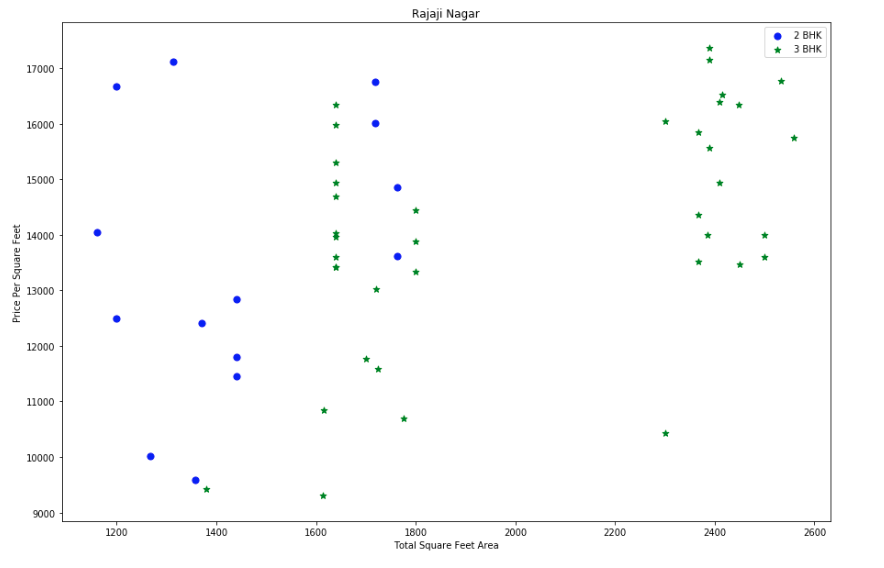 Rajaji Nagar
2 BHK
3 BHK
Price Per Square Feet
17000
16000
15000
14000
13000
12000
11000
10000
9000
1200 1400 1600 1800 2000 2200 2400 2600
Total Square Feet Area